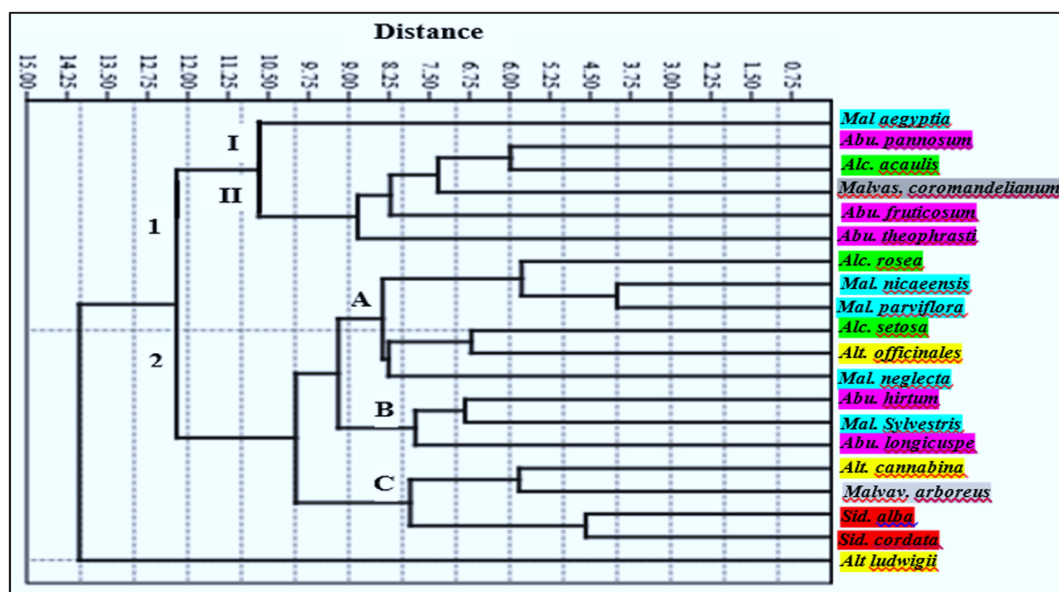 Distance
15.00 14.25 13.50 12.75 12.00 11.25 10.50 9.75 9.00 8.25 7.50 6.75 6.00 5.25 4.50 3.75 3.00 2.25 1.50 0.75
Mal aegyptia
I
Abu. pannosum
Alc. acaulis
II
Malvas. coromandelianum
Abu. fruticosum
1
Abu. theophrasti
Alc. rosea
Mal. nicaeensis
A
Mal. parviflora
Alc. setosa
2
Alt. officinales
Mal. neglecta
Abu. hirtum
B
Mal. Sylvestris
Abu. longicuspe
Alt. cannabina
C
Malvav. arboreus
Sid. alba
Sid. cordata
Alt ludwigii